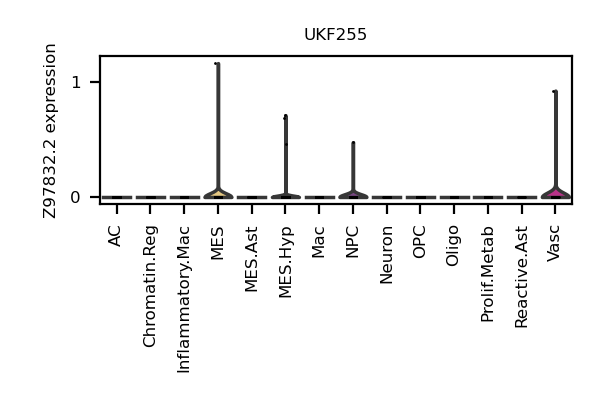 UKF255
Z97832.2 expression
1
0
AC
Chromatin.Reg
Inflammatory.Mac
MES
MES.Ast
MES.Hyp
Mac
NPC
Neuron
OPC
Oligo
Prolif.Metab
Reactive.Ast
Vasc